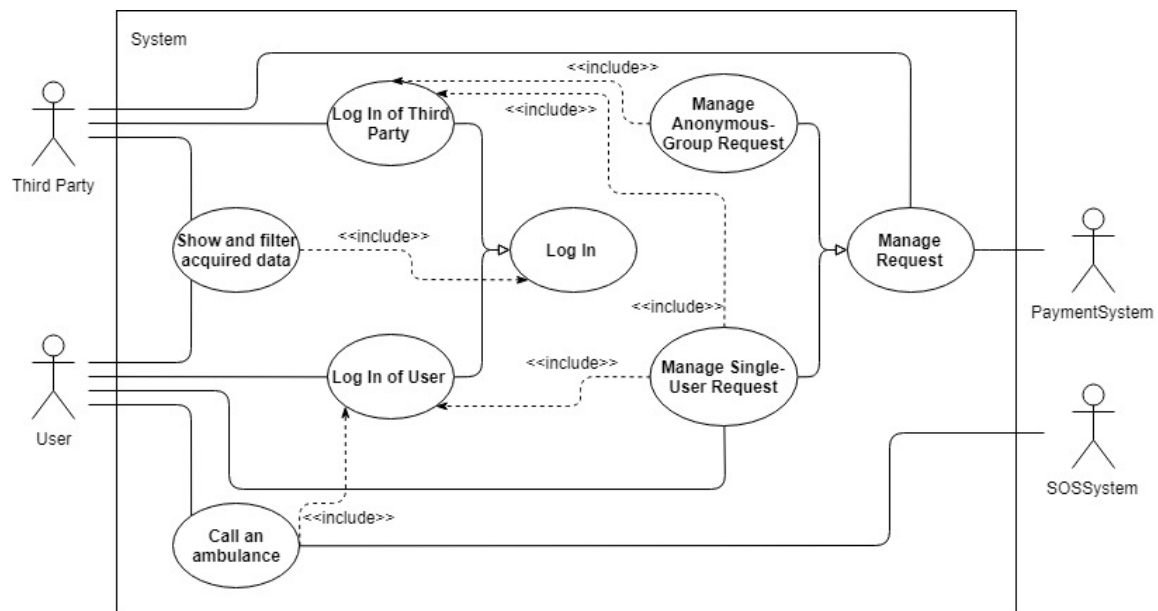 System
<<include>>
<<include>>
Log In of Third
Party
Manage
Anonymous-
Group Request
Third Party
Show and filter
acquired data
<<include>>
Log In
Manage
Request
PaymentSystem
<<include>>
<<include>>
Log In of User
Manage Single-
User Request
User
SOSSystem
<<include>>
Call an
ambulance